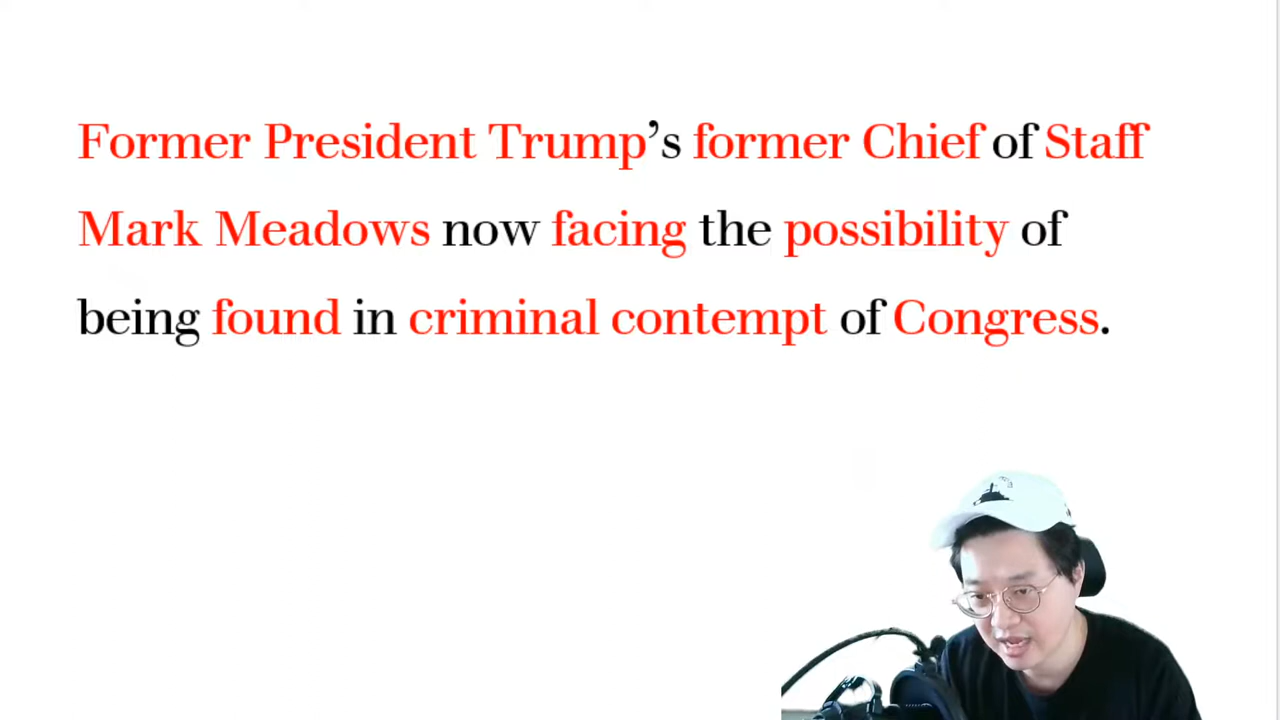 Former President Trump’s former Chief of Staff
Mark Meadows now facing the possibility of
being found in criminal contempt of Congress.